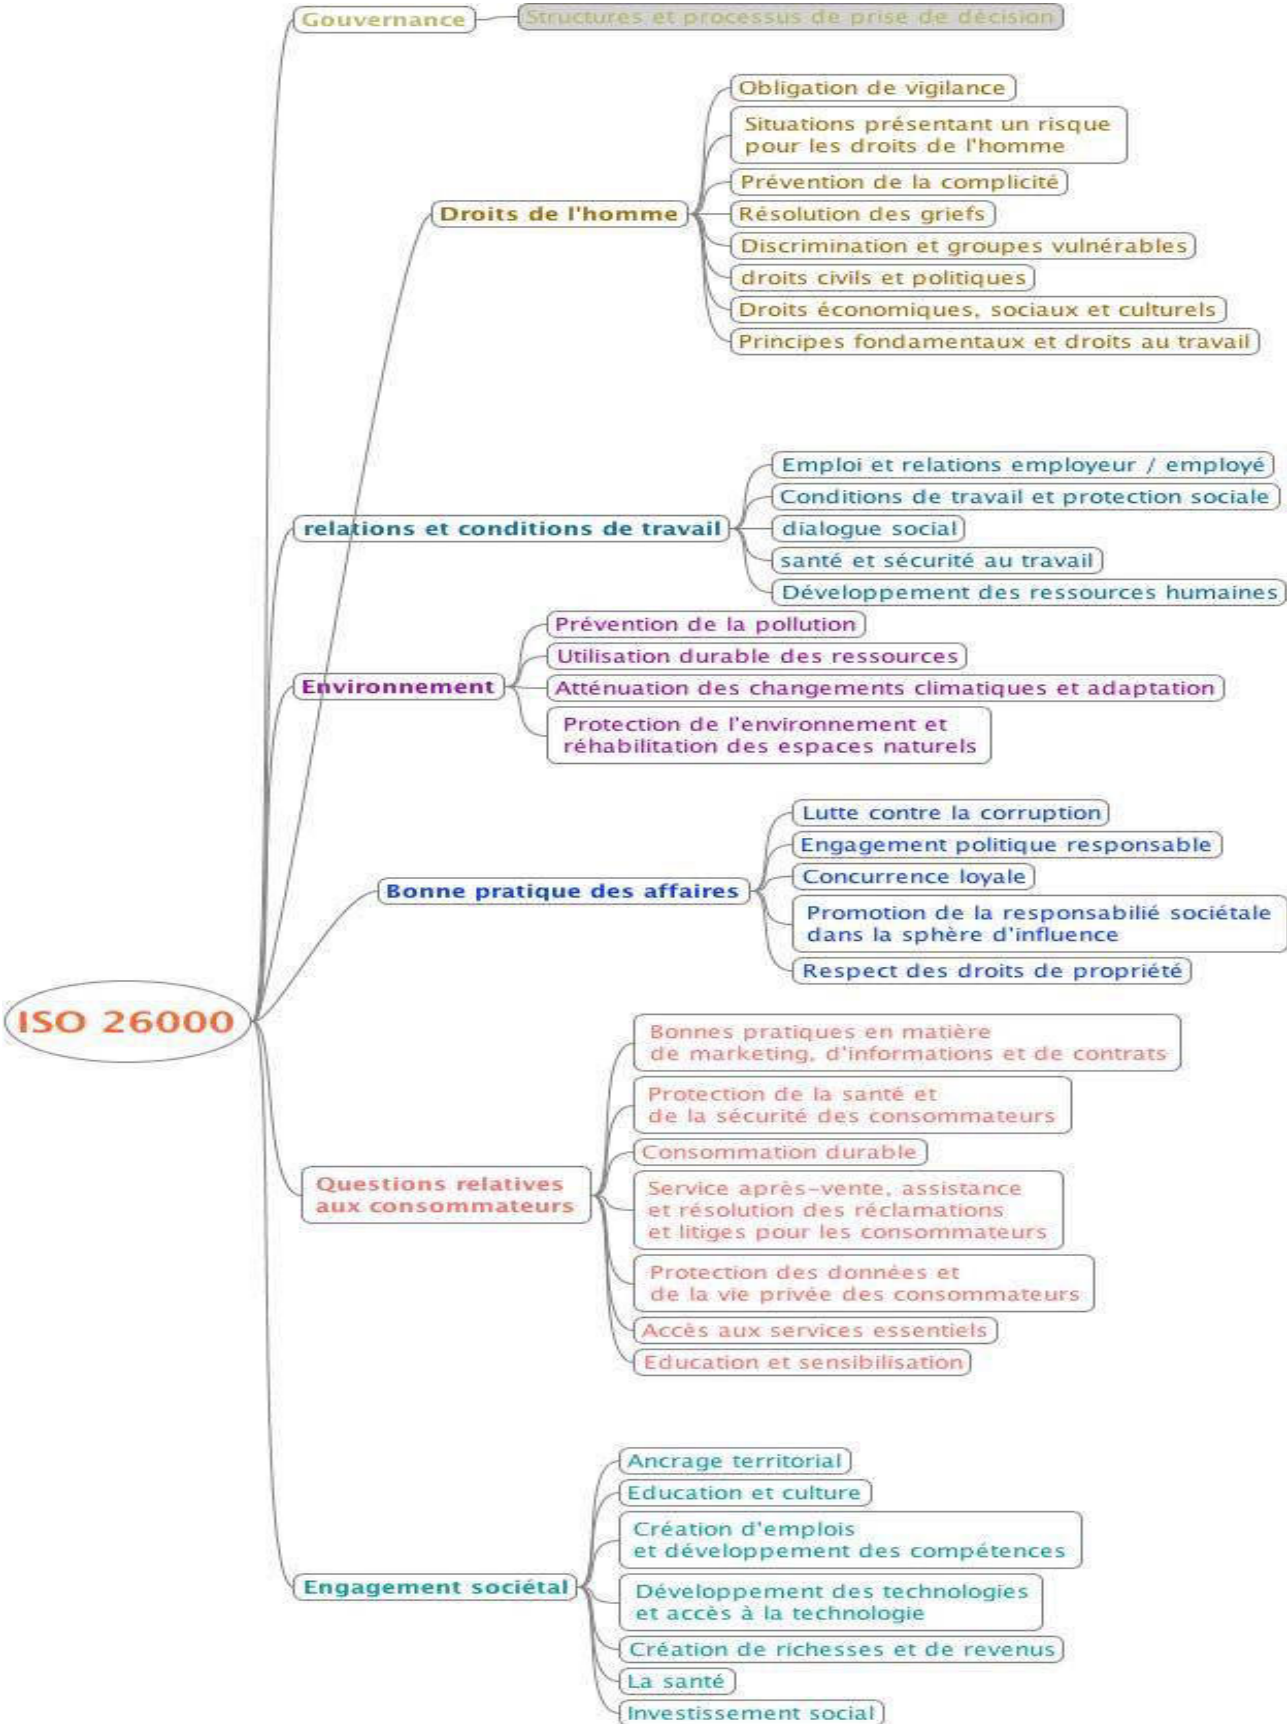 Gouvernance
Structures et processus de prise de décision
Droits de l'homme
Obligation de vigilance
Situations présentant un risque
pour les droits de l'homme
Prévention de la complicité
Résolution des griefs
Discrimination et groupes vulnérables
droits civils et politiques
Droits économiques, sociaux et culturels
Principes fondamentaux et droits au travail
relations et conditions de travail
Emploi et relations employeur / employé
Conditions de travail et protection sociale
dialogue social
santé et sécurité au travail
Développement des ressources humaines
Environnement
Prévention de la pollution
Utilisation durable des ressources
Atténuation des changements climatiques et adaptation
Protection de l'environnement et
réhabilitation des espaces naturels
Bonne pratique des affaires
Lutte contre la corruption
Engagement politique responsable
Concurrence loyale
Promotion de la responsabilié sociétale
dans la sphère d'influence
Respect des droits de propriété
ISO 26000
Questions relatives
aux consommateurs
Bonnes pratiques en matière
de marketing, d'informations et de contrats
Protection de la santé et
de la sécurité des consommateurs
Consommation durable
Service après-vente, assistance
et résolution des réclamations
et litiges pour les consommateurs
Protection des données et
de la vie privée des consommateurs
Accès aux services essentiels
Education et sensibilisation
Engagement sociétal
Ancrage territorial
Education et culture
Création d'emplois
et développement des compétences
Développement des technologies
et accès à la technologie
Création de richesses et de revenus
La santé
Investissement social